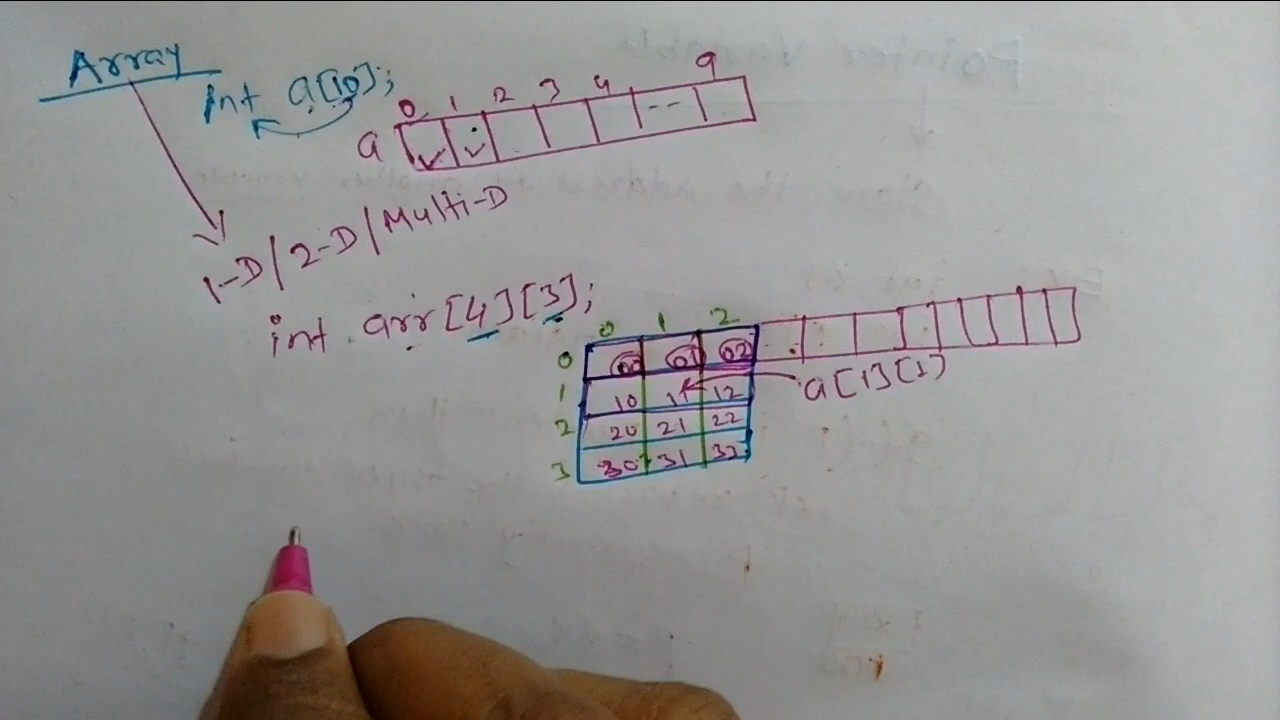 Array
int a[10];
0 1 2 3 4 9
a
--
1-D/2-D/Multi-D
int arr[4][3];
0 1 2
0 00 01 02
a[1][1]
1 10 11 12
2 20 21 22
3 30 31 32